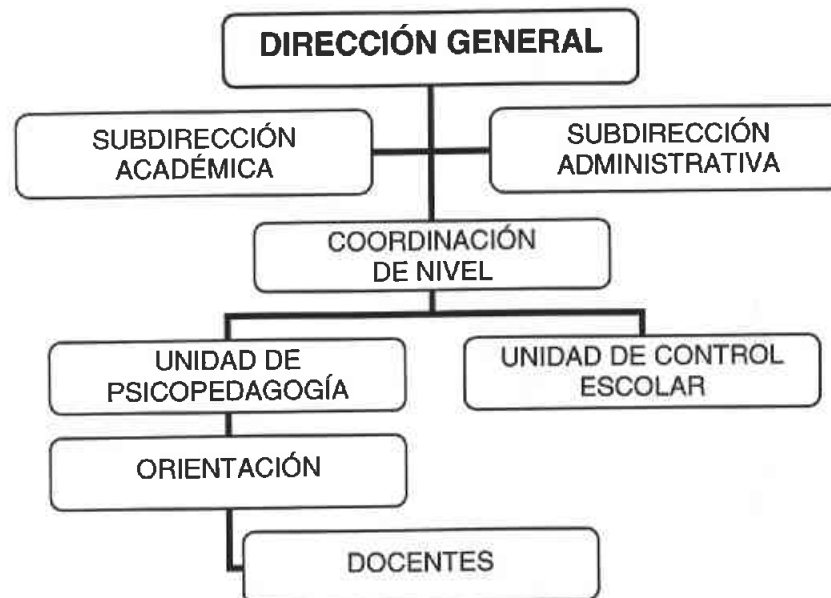 DIRECCIÓN GENERAL
SUBDIRECCIÓN
ACADÉMICA
SUBDIRECCIÓN
ADMINISTRATIVA
COORDINACIÓN
DE NIVEL
UNIDAD DE
PSICOPEDAGOGÍA
UNIDAD DE CONTROL
ESCOLAR
ORIENTACIÓN
DOCENTES